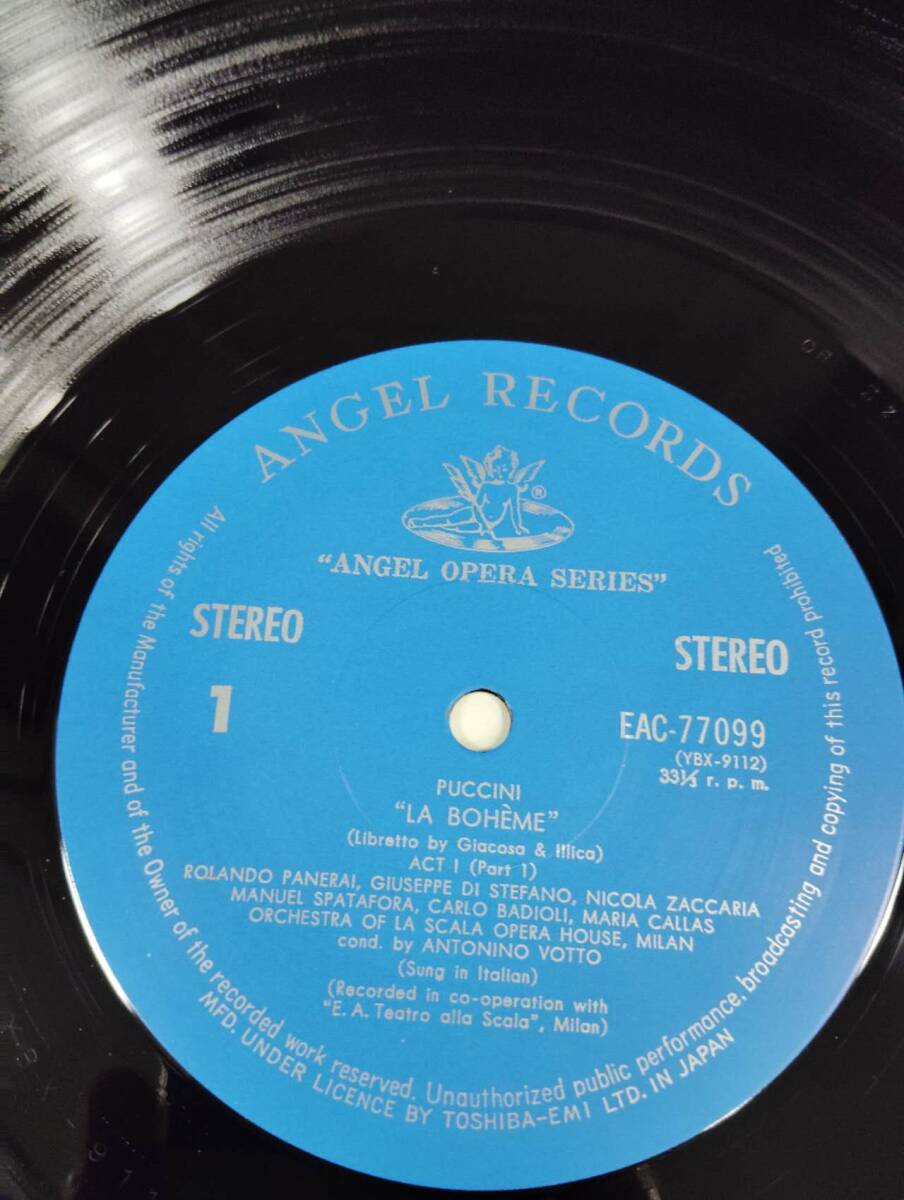 ANGEL RECORDS
®
"ANGEL OPERA SERIES"
STEREO
STEREO
1
EAC-77099
(YBX-9112)
33⅓ r. p. m.
PUCCINI
"LA BOHÈME"
(Libretto by Giacosa & Illica)
ACT I (Part 1)
ROLANDO PANERAI, GIUSEPPE DI STEFANO, NICOLA ZACCARIA
MANUEL SPATAFORA, CARLO BADIOLI, MARIA CALLAS
ORCHESTRA OF LA SCALA OPERA HOUSE, MILAN
cond. by ANTONINO VOTTO
(Sung in Italian)
(Recorded in co-operation with
"E. A. Teatro alla Scala", Milan)
All rights of the Manufacturer and of the Owner of the recorded work reserved. Unauthorized public performance, broadcasting and copying of this record prohibited
MFD. UNDER LICENCE BY TOSHIBA-EMI LTD. IN JAPAN